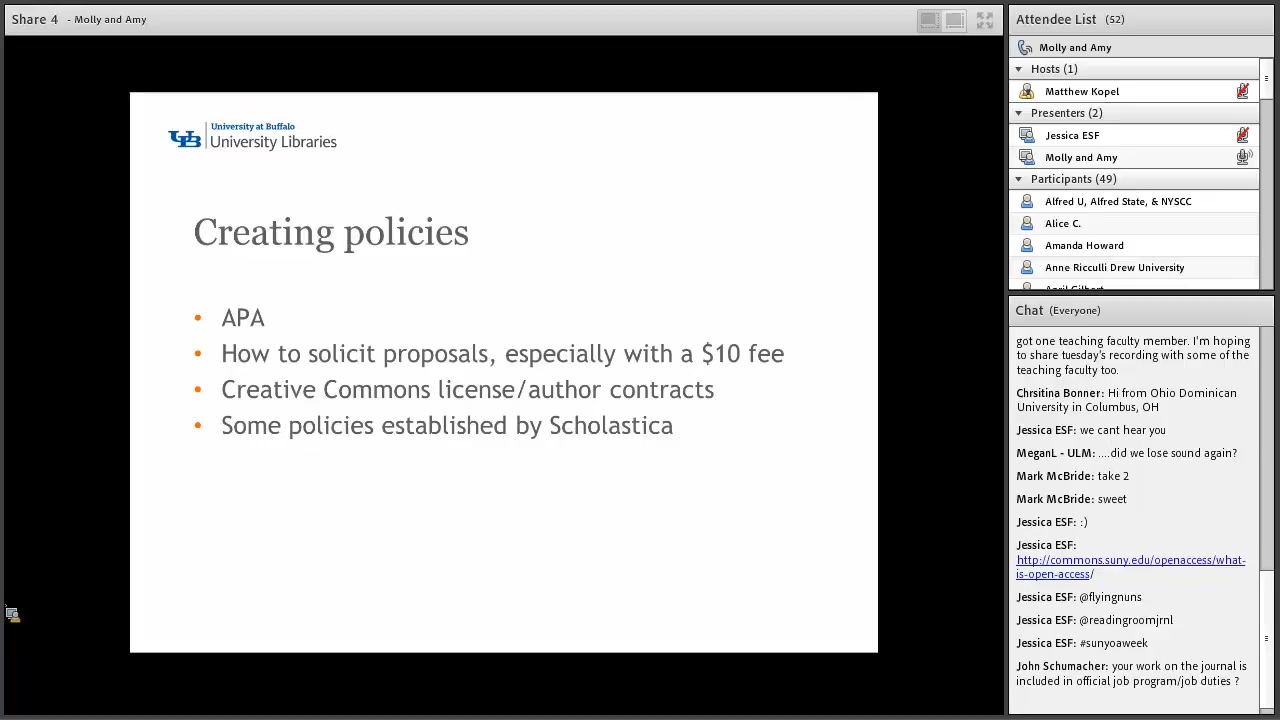 Share 4 - Molly and Amy
University at Buffalo
University Libraries
Creating policies
• APA
• How to solicit proposals, especially with a $10 fee
• Creative Commons license/author contracts
• Some policies established by Scholastica
Attendee List (52)
Molly and Amy
Hosts (1)
Matthew Kopel
Presenters (2)
Jessica ESF
Molly and Amy
Participants (49)
Alfred U, Alfred State, & NYSCC
Alice C.
Amanda Howard
Anne Ricculli Drew University
April Gilbert
Chat (Everyone)
got one teaching faculty member. I'm hoping
to share tuesday's recording with some of the
teaching faculty too.
Chrsitina Bonner: Hi from Ohio Dominican
University in Columbus, OH
Jessica ESF: we cant hear you
MeganL - ULM: ....did we lose sound again?
Mark McBride: take 2
Mark McBride: sweet
Jessica ESF: :)
Jessica ESF:
http://commons.suny.edu/openaccess/what-
is-open-access/
Jessica ESF: @flyingnuns
Jessica ESF: @readingroomjrnl
Jessica ESF: #sunyoaweek
John Schumacher: your work on the journal is
included in official job program/job duties ?